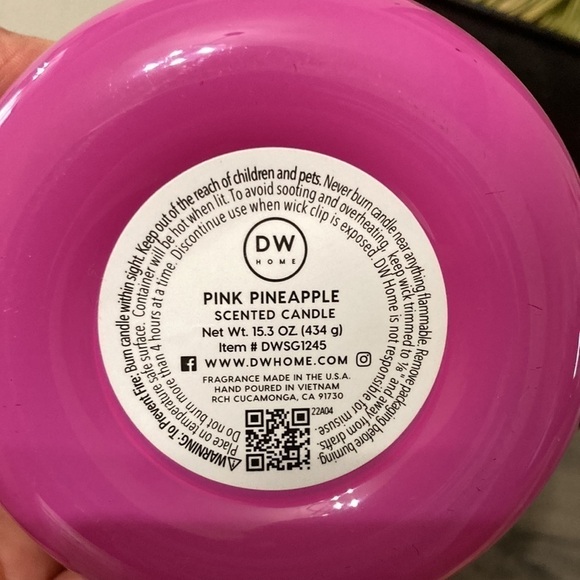 DW
HOME
PINK PINEAPPLE
SCENTED CANDLE
Net Wt. 15.3 OZ. (434 g)
Item # DWSG1245
WWW.DWHOME.COM
FRAGRANCE MADE IN THE U.S.A.
HAND POURED IN VIETNAM
RCH CUCAMONGA, CA 91730
22A04
⚠WARNING: To Prevent Fire: Burn candle within sight. Keep out of the reach of children and pets. Never burn candle near anything flammable. Remove packaging before burning.
Place on temperature safe surface. Container will be hot when lit. To avoid sooting and overheating, keep wick trimmed to ⅛" and away from drafts.
Do not burn more than 4 hours at a time. Discontinue use when wick clip is exposed. DW Home is not responsible for misuse.